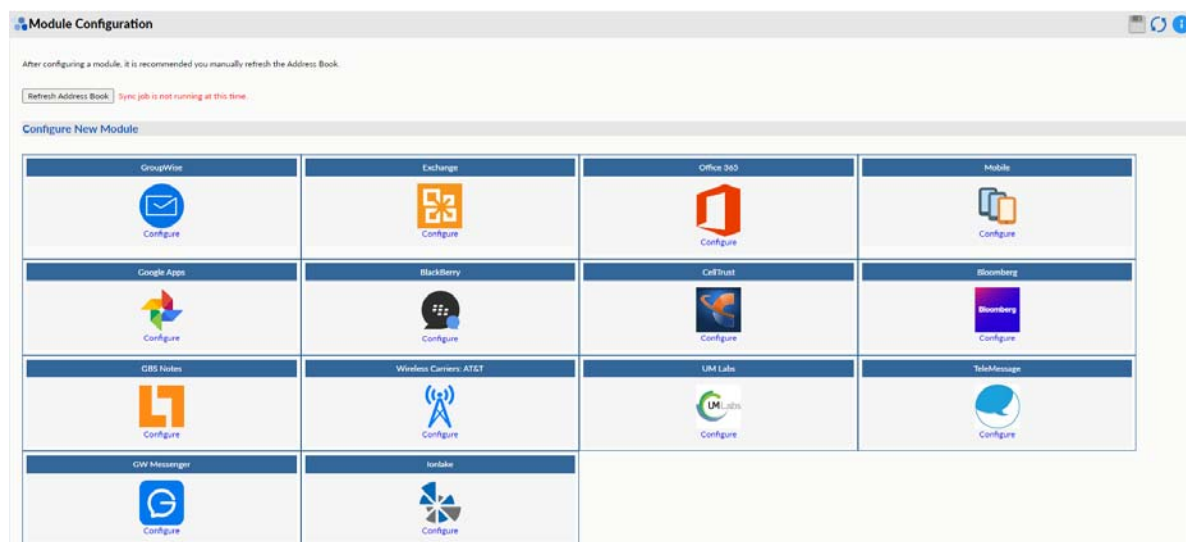 Module Configuration
After configuring a module, it is recommended you manually refresh the Address Book.
Refresh Address Book Sync job is not running at this time.
Configure New Module
GroupWise Exchange Office 365 Mobile
Configure Configure Configure Configure
Google Apps BlackBerry CellTrust Bloomberg
Bloomberg
Configure Configure Configure Configure
GBS Notes Wireless Carriers: AT&T UM Labs TeleMessage
UM Labs
Configure Configure Configure Configure
GW Messenger Ionlake
Configure Configure